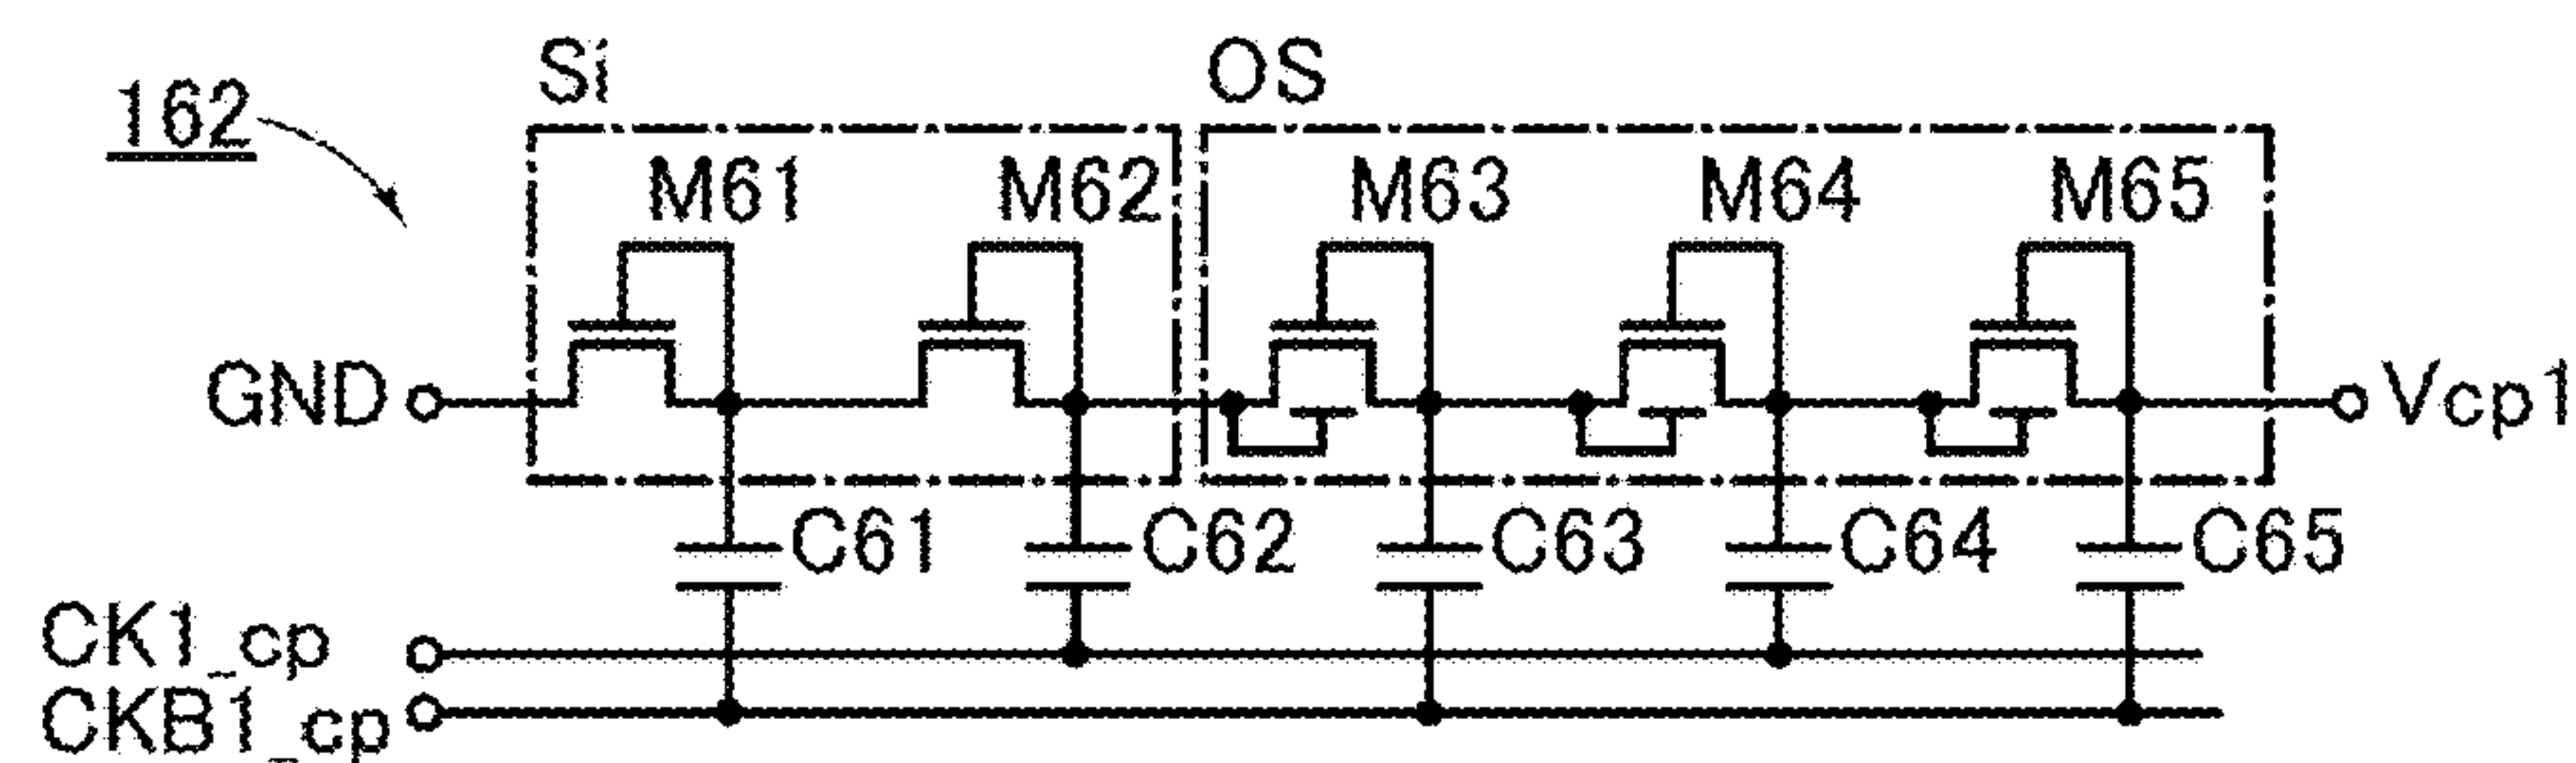 162
Si
OS
M61 M62 M63 M64 M65
GND
Vcp1
C61 C62 C63 C64 C65
CK1_cp
CKB1_cp